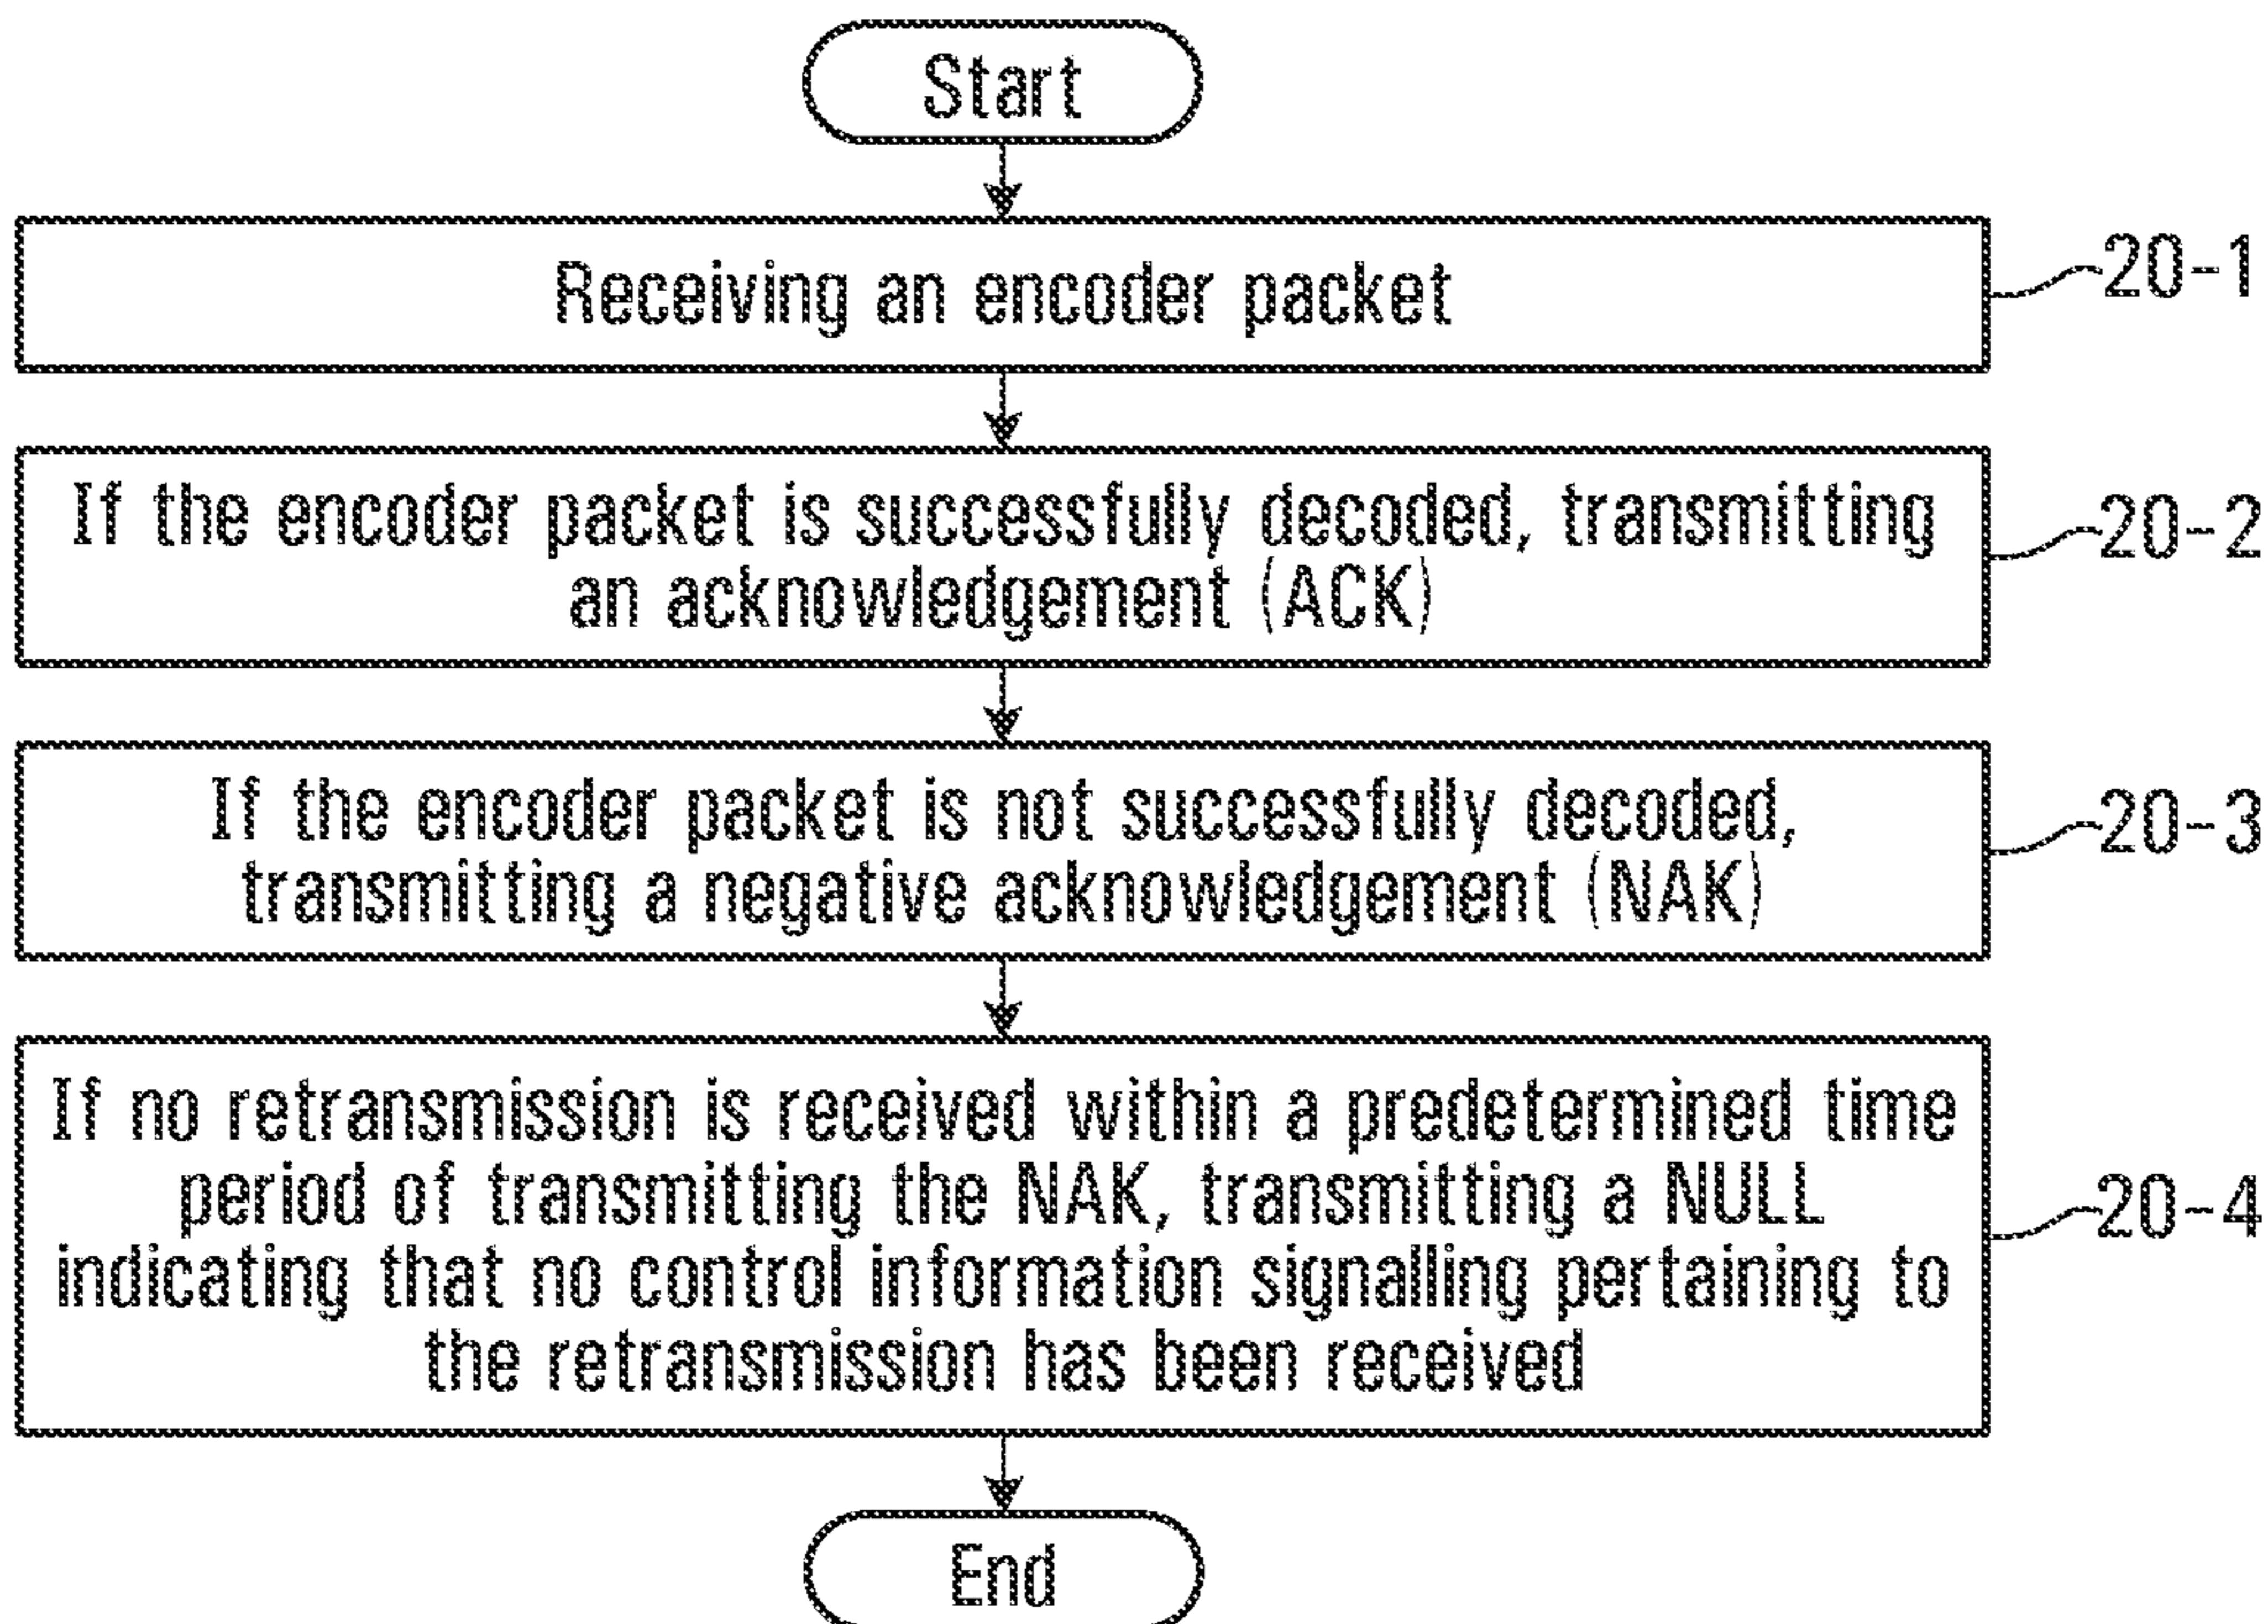 Start
Receiving an encoder packet
20-1
If the encoder packet is successfully decoded, transmitting
an acknowledgement (ACK)
20-2
If the encoder packet is not successfully decoded,
transmitting a negative acknowledgement (NAK)
20-3
If no retransmission is received within a predetermined time
period of transmitting the NAK, transmitting a NULL
indicating that no control information signalling pertaining to
the retransmission has been received
20-4
End